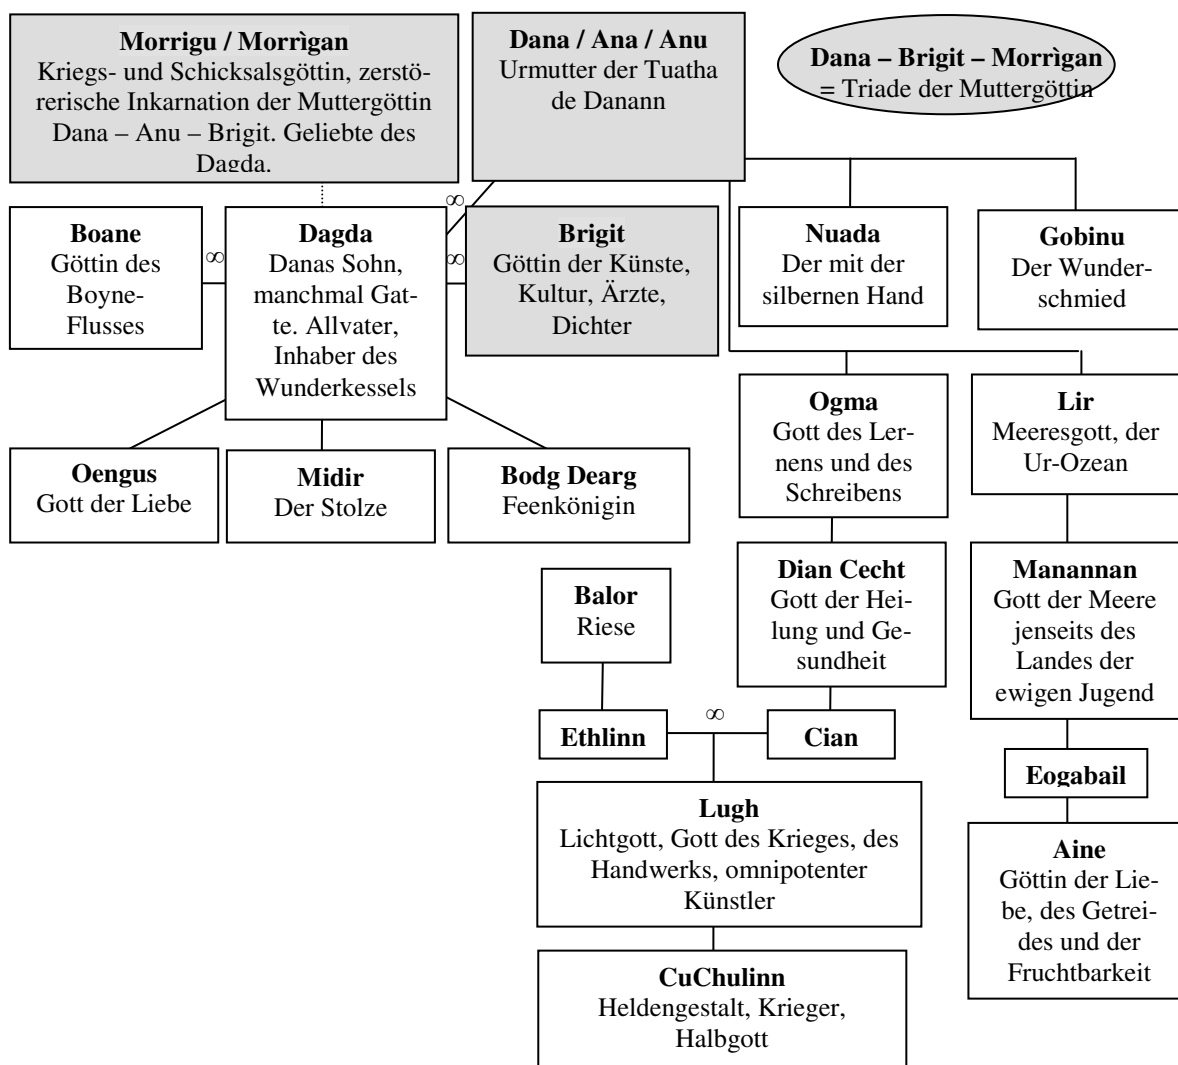 Morrigu / Morrìgan
Kriegs- und Schicksalsgöttin, zerstö-
rerische Inkarnation der Muttergöttin
Dana – Anu – Brigit. Geliebte des
Dagda.
Dana / Ana / Anu
Urmutter der Tuatha
de Danann
Dana – Brigit – Morrìgan
= Triade der Muttergöttin
∞
Boane
Göttin des
Boyne-
Flusses
∞
Dagda
Danas Sohn,
manchmal Gat-
te. Allvater,
Inhaber des
Wunderkessels
∞
Brigit
Göttin der Künste,
Kultur, Ärzte,
Dichter
Nuada
Der mit der
silbernen Hand
Gobinu
Der Wunder-
schmied
Ogma
Gott des Ler-
nens und des
Schreibens
Lir
Meeresgott, der
Ur-Ozean
Oengus
Gott der Liebe
Midir
Der Stolze
Bodg Dearg
Feenkönigin
Balor
Riese
Dian Cecht
Gott der Hei-
lung und Ge-
sundheit
Manannan
Gott der Meere
jenseits des
Landes der
ewigen Jugend
Ethlinn
∞
Cian
Eogabail
Lugh
Lichtgott, Gott des Krieges, des
Handwerks, omnipotenter
Künstler
Aine
Göttin der Lie-
be, des Getrei-
des und der
Fruchtbarkeit
CuChulinn
Heldengestalt, Krieger,
Halbgott